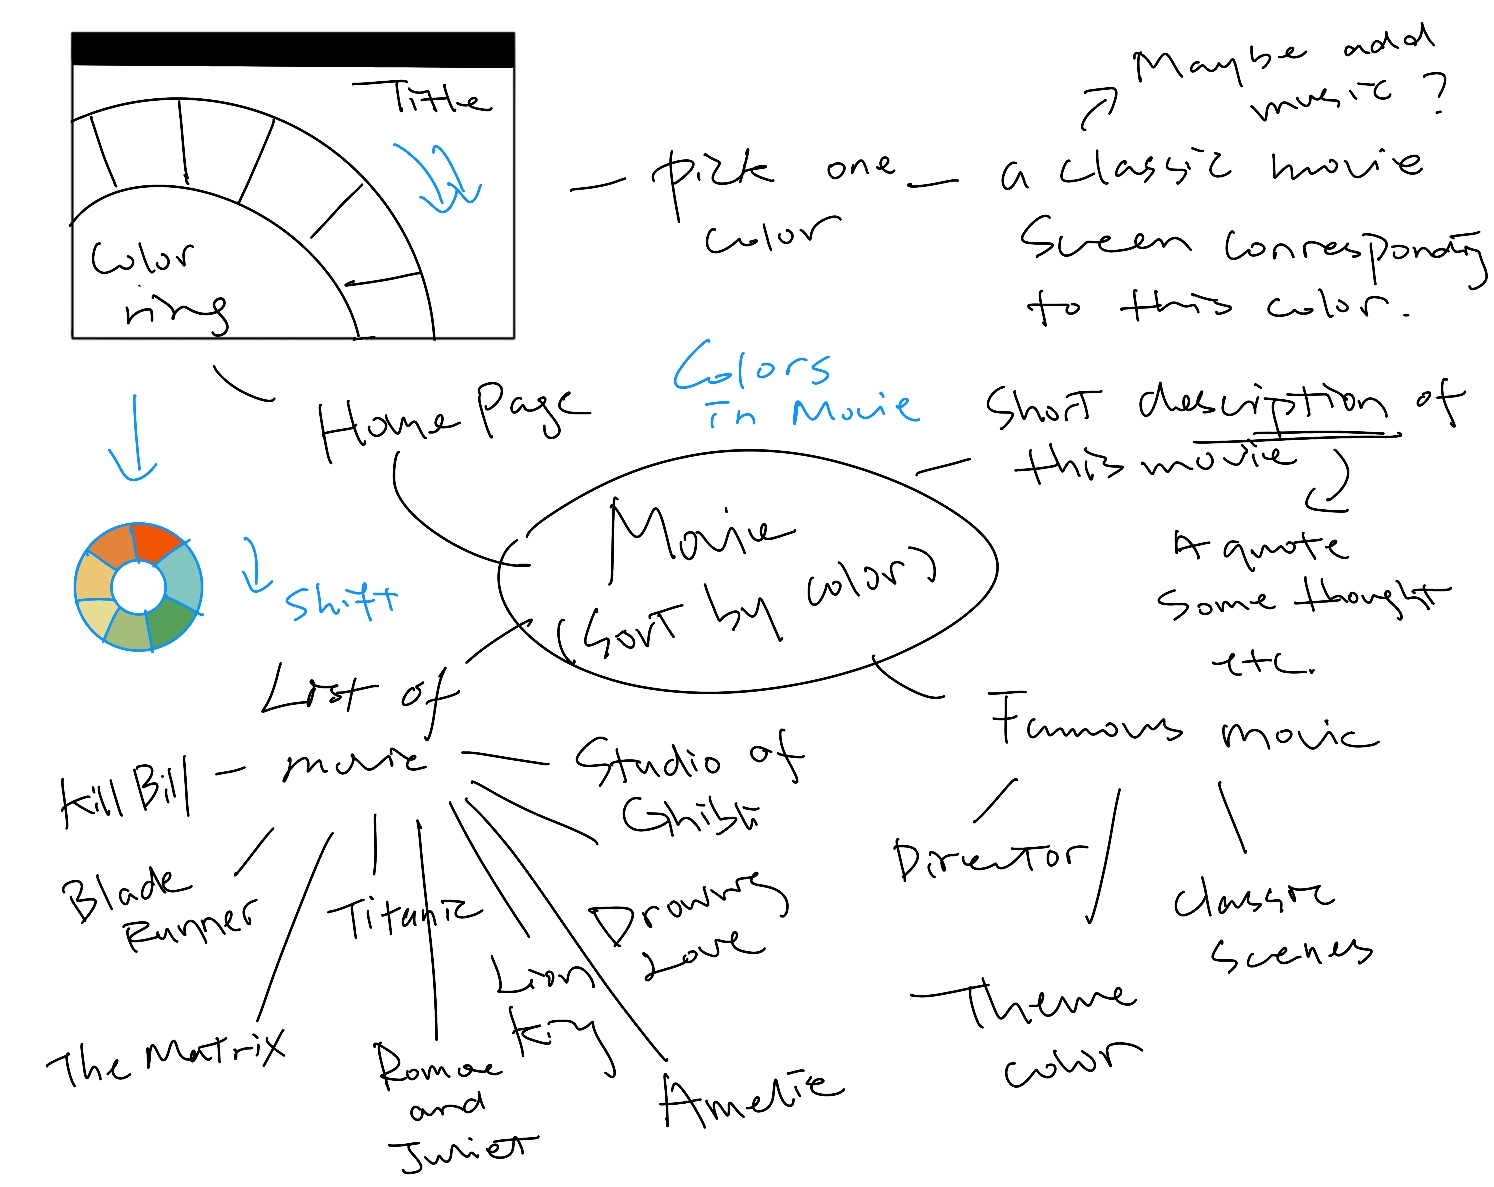 Title
Color
ring
Home Page
Shift
pick one
color
Maybe add
music?
a classic movie
Screen corresponding
to this color.
Colors
in Movie
Movie
(Sort by color)
Short description of
this movie
A quote
Some thought
etc.
List of
movie
Kill Bill
Blade
Runner
The Matrix
Titanic
Romoe
and
Juliet
Lion
King
Amelie
Drowning
Love
Studio of
Ghibli
Famous movie
Director
Theme
color
Classic
Scenes